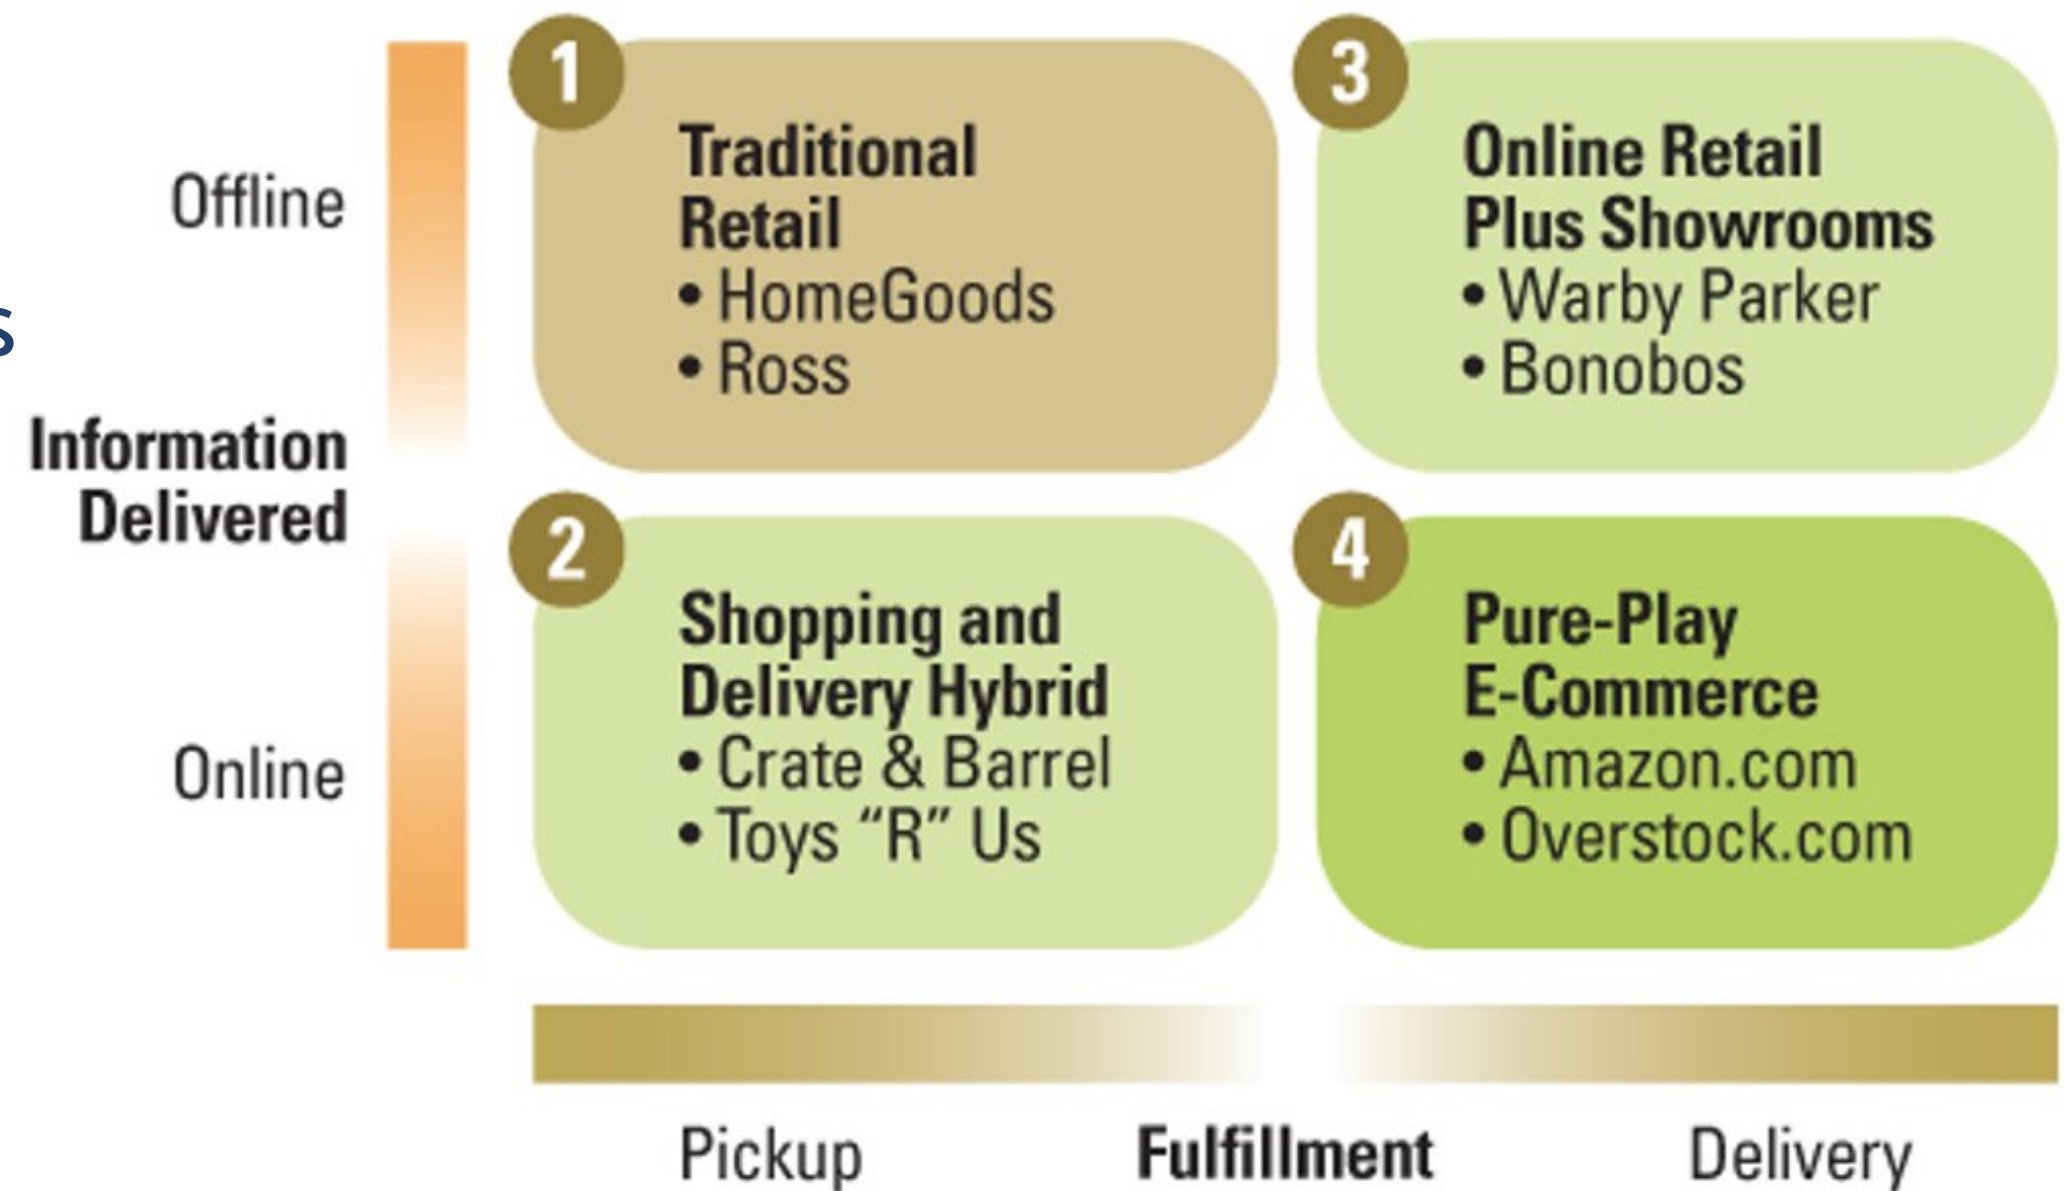 1
Traditional
Retail
• HomeGoods
• Ross
3
Online Retail
Plus Showrooms
• Warby Parker
• Bonobos
Offline
s
Information
Delivered
2
Shopping and
Delivery Hybrid
• Crate & Barrel
• Toys “R” Us
4
Pure-Play
E-Commerce
• Amazon.com
• Overstock.com
Online
Pickup
Fulfillment
Delivery